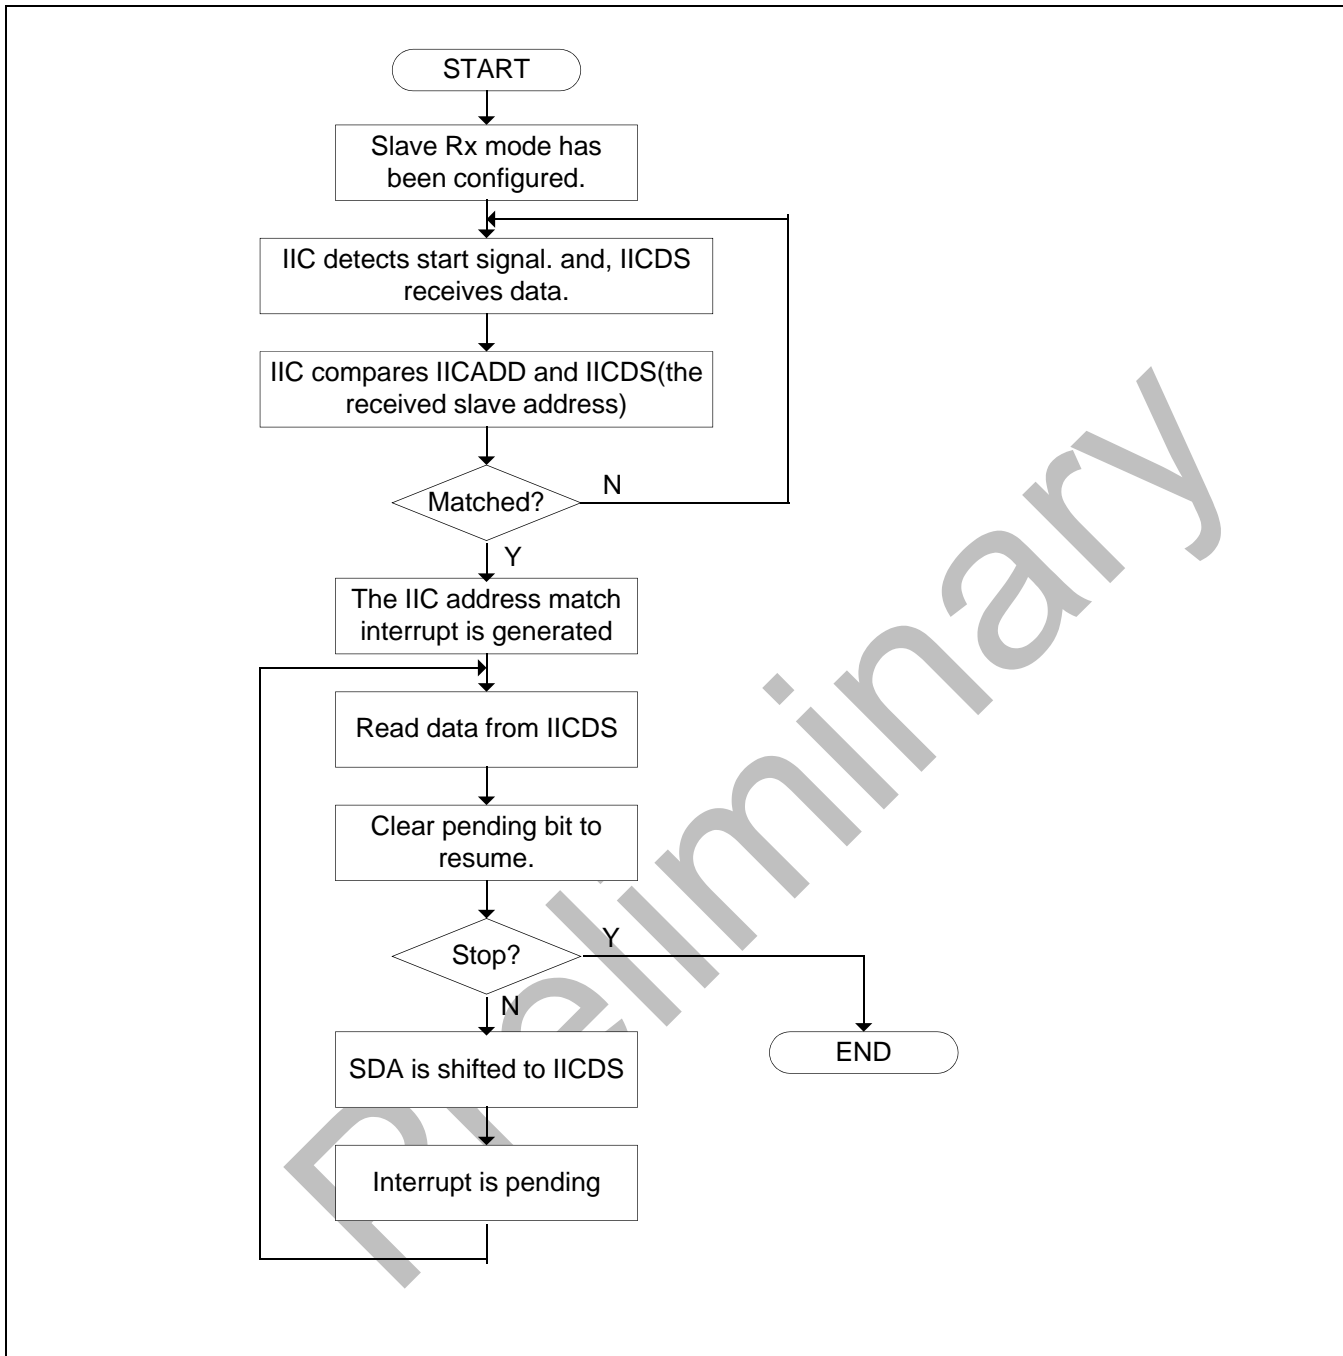 START
Slave Rx mode has
been configured.
IIC detects start signal. and, IICDS
receives data.
IIC compares IICADD and IICDS(the
received slave address)
Matched?
N
Y
The IIC address match
interrupt is generated
Read data from IICDS
Clear pending bit to
resume.
Stop?
Y
N
SDA is shifted to IICDS
END
Interrupt is pending
Preliminary